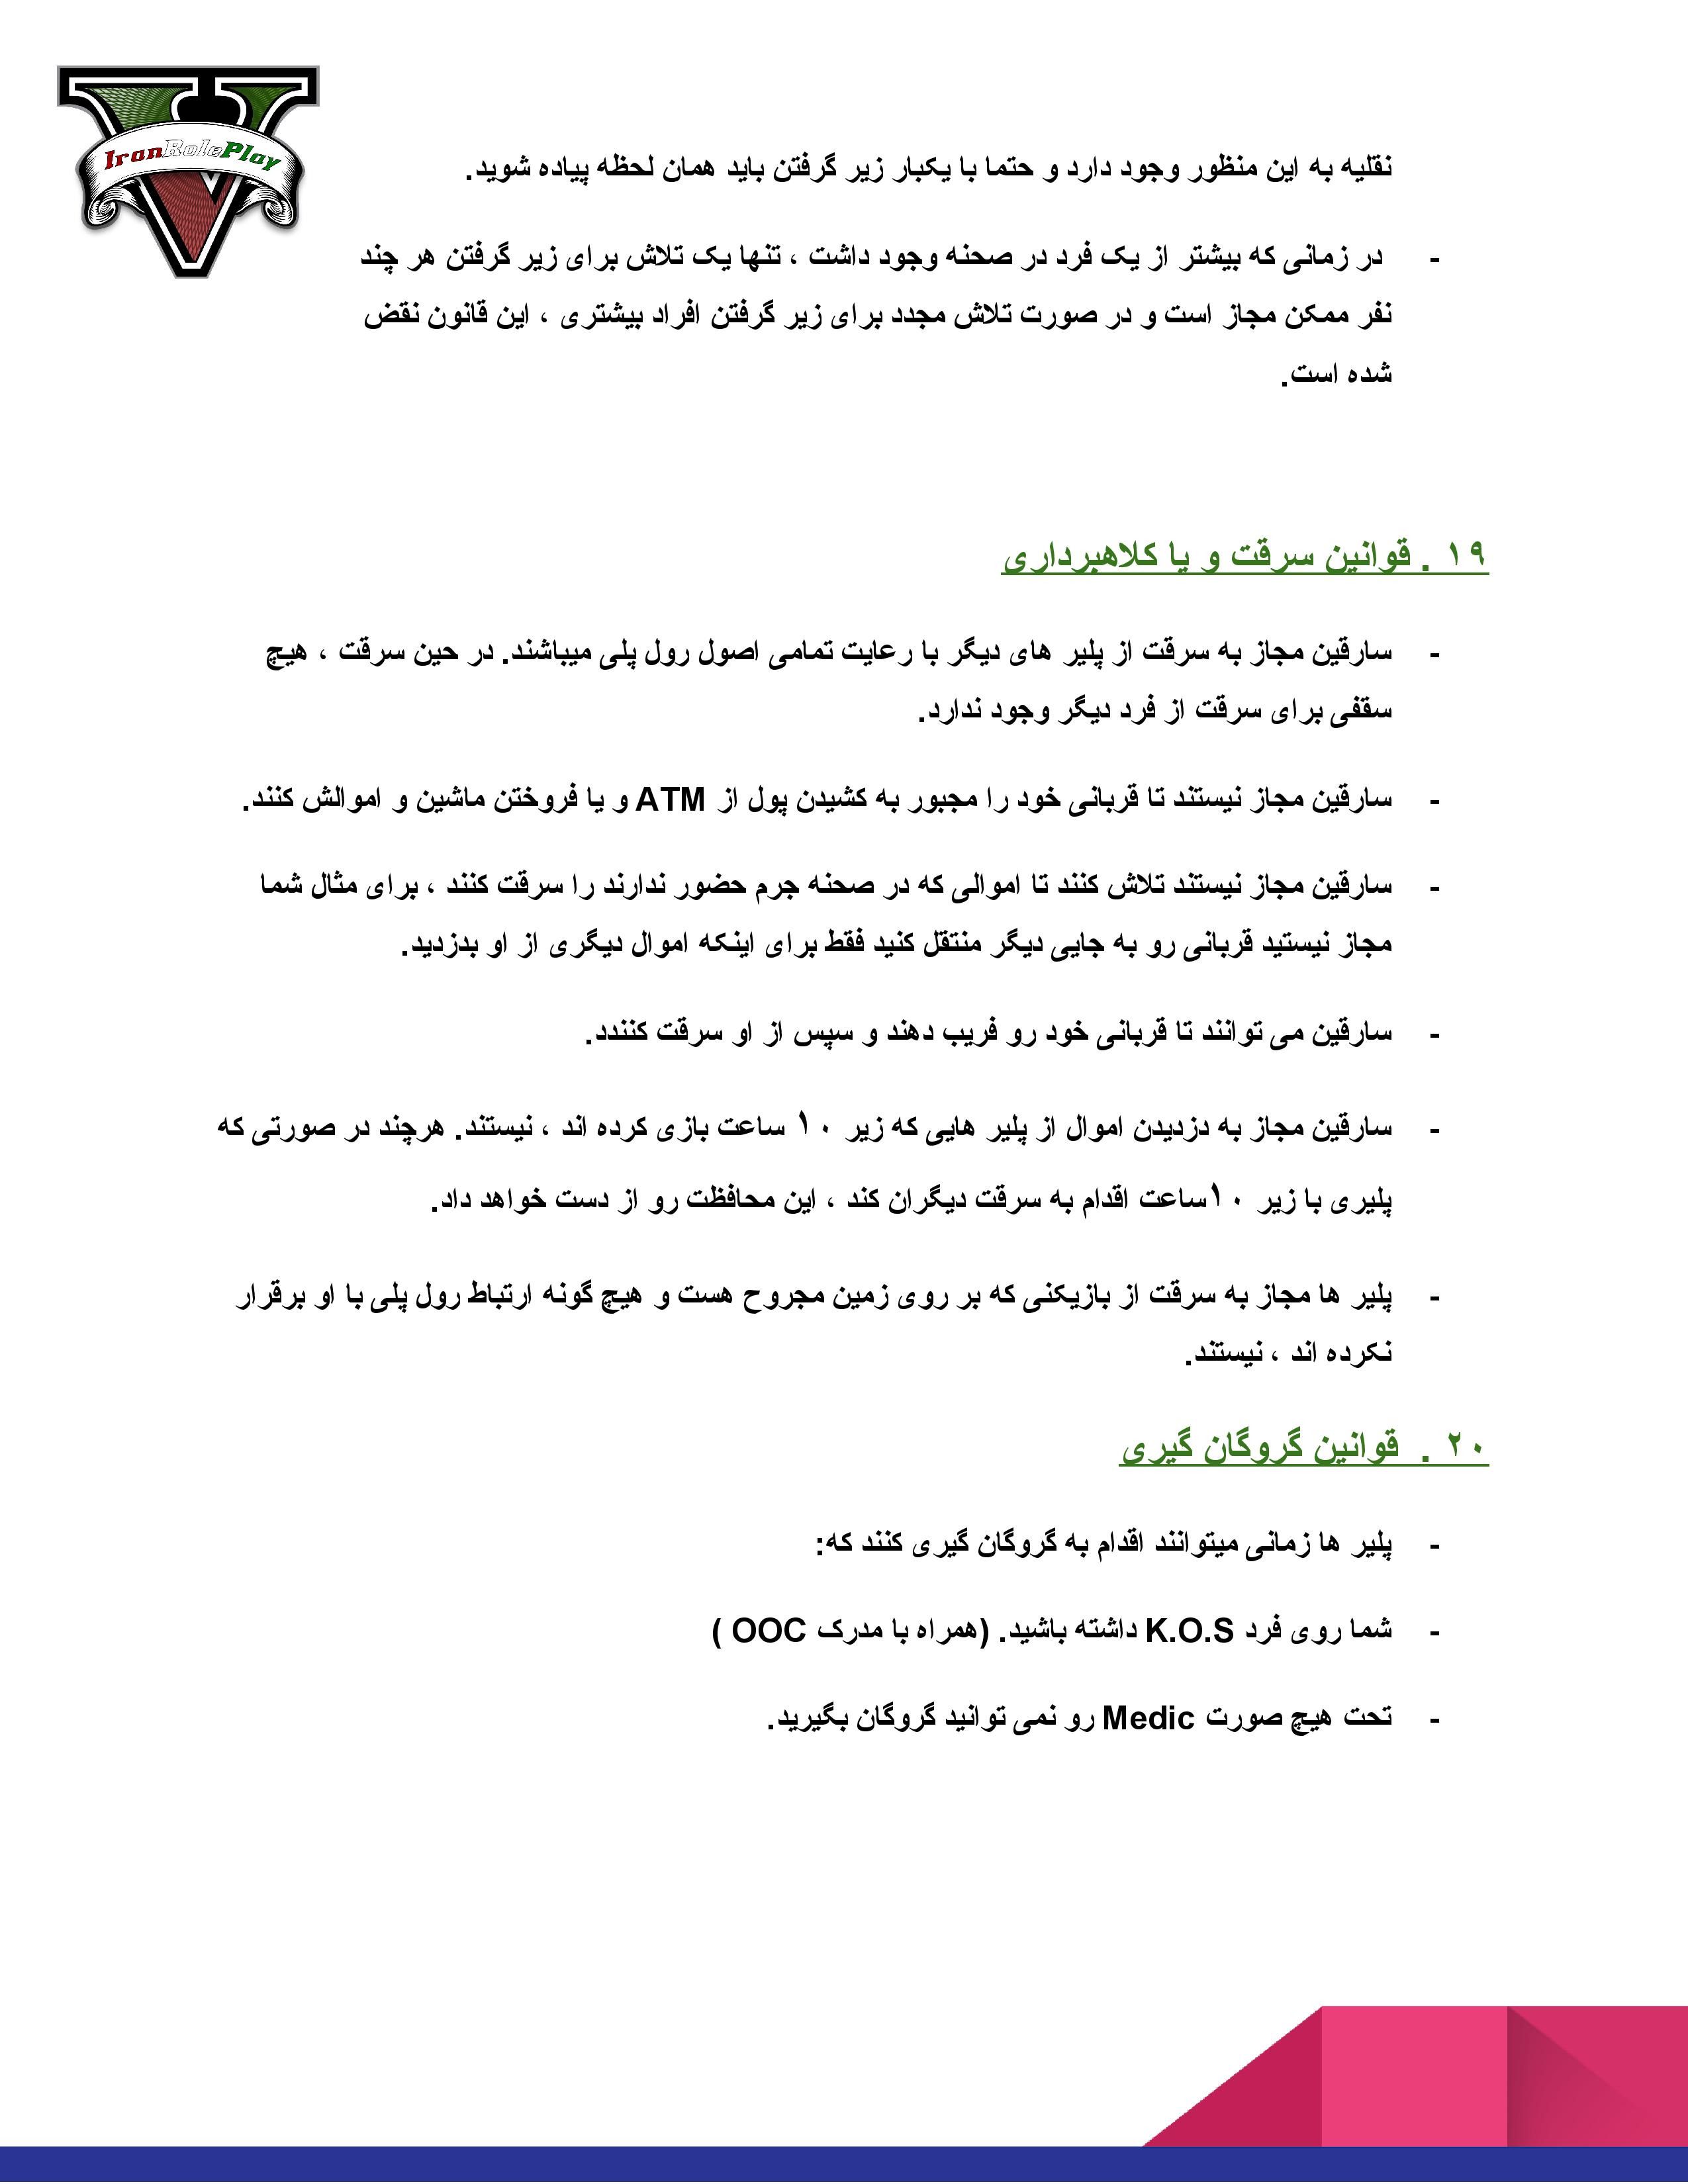 IranRolePlay
نقلیه به این منظور وجود دارد و حتما با یکبار زیر گرفتن باید همان لحظه پیاده شوید.
- در زمانی که بیشتر از یک فرد در صحنه وجود داشت ، تنها یک تلاش برای زیر گرفتن هر چند
نفر ممکن مجاز است و در صورت تلاش مجدد برای زیر گرفتن افراد بیشتری ، این قانون نقض
شده است.
۱۹ . قوانین سرقت و یا کلاهبرداری
- سارقین مجاز به سرقت از پلیر های دیگر با رعایت تمامی اصول رول پلی میباشند. در حین سرقت ، هیچ
سقفی برای سرقت از فرد دیگر وجود ندارد.
- سارقین مجاز نیستند تا قربانی خود را مجبور به کشیدن پول از ATM و یا فروختن ماشین و اموالش کنند.
- سارقین مجاز نیستند تلاش کنند تا اموالی که در صحنه جرم حضور ندارند را سرقت کنند ، برای مثال شما
مجاز نیستید قربانی رو به جایی دیگر منتقل کنید فقط برای اینکه اموال دیگری از او بدزدید.
- سارقین می توانند تا قربانی خود رو فریب دهند و سپس از او سرقت کنندد.
- سارقین مجاز به دزدیدن اموال از پلیر هایی که زیر ۱۰ ساعت بازی کرده اند ، نیستند. هرچند در صورتی که
پلیری با زیر ۱۰ساعت اقدام به سرقت دیگران کند ، این محافظت رو از دست خواهد داد.
- پلیر ها مجاز به سرقت از بازیکنی که بر روی زمین مجروح هست و هیچ گونه ارتباط رول پلی با او برقرار
نکرده اند ، نیستند.
۲۰ . قوانین گروگان گیری
- پلیر ها زمانی میتوانند اقدام به گروگان گیری کنند که:
- شما روی فرد K.O.S داشته باشید. (همراه با مدرک OOC )
- تحت هیچ صورت Medic رو نمی توانید گروگان بگیرید.